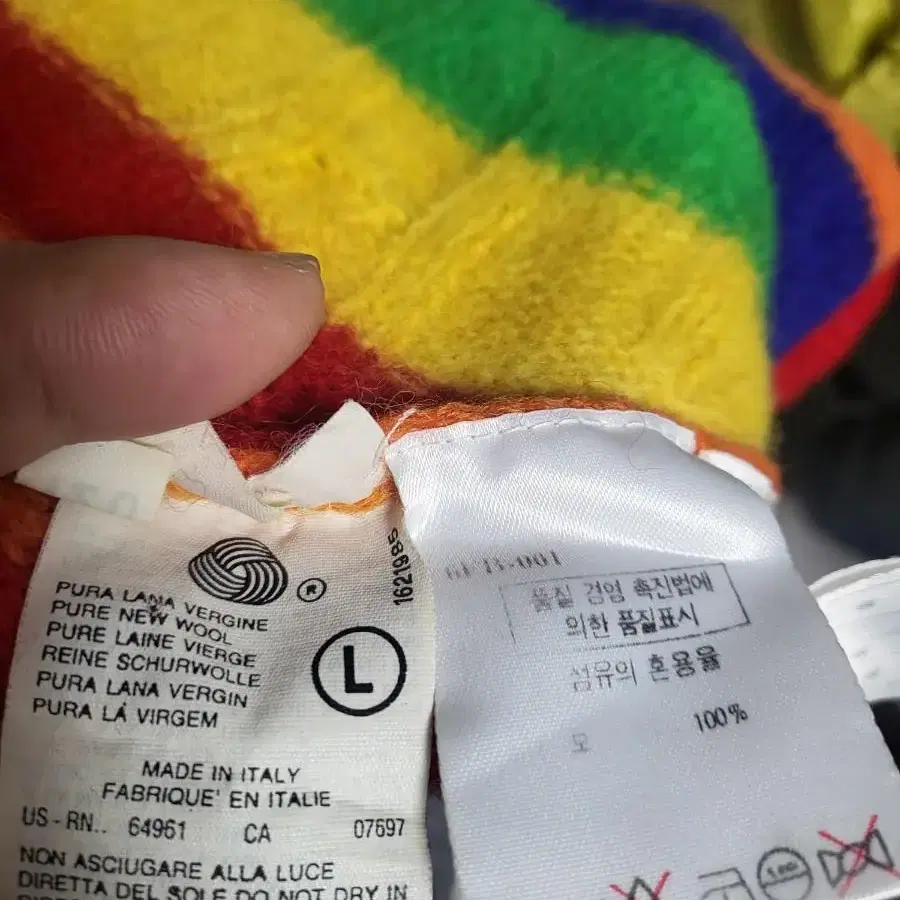 1621985
®
PURA LANA VERGINE
PURE NEW WOOL
PURE LAINE VIERGE
REINE SCHURWOLLE
PURA LANA VERGIN
PURA LÁ VIRGEM
L
MADE IN ITALY
FABRIQUE' EN ITALIE
US-RN.. 64961 CA 07697
NON ASCIUGARE ALLA LUCE
DIRETTA DEL SOLE DO NOT DRY IN
품질 경영 촉진법에
의한 품질표시
섬유의 혼용율
모 100%